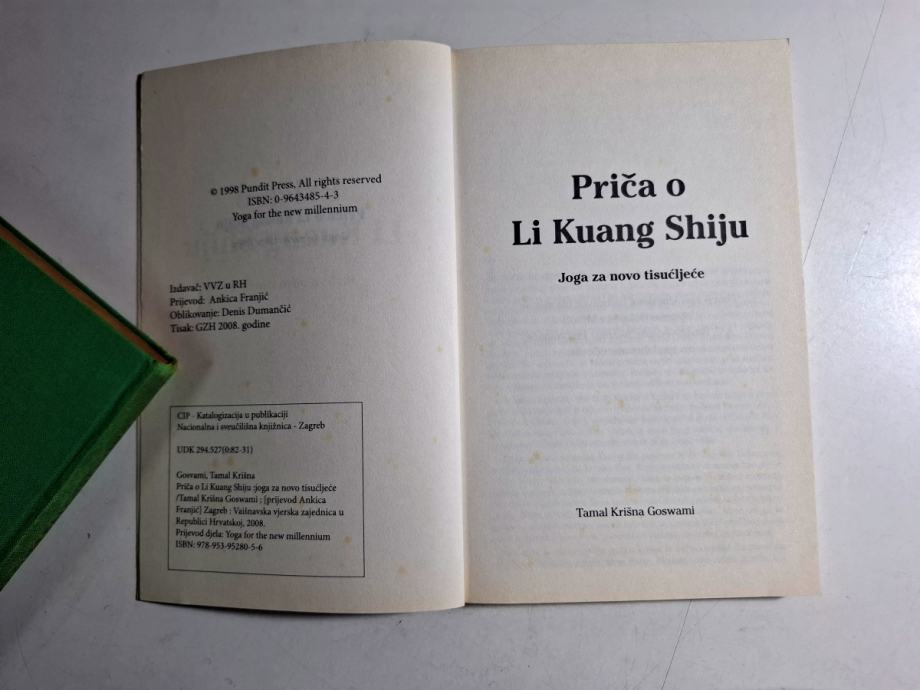 © 1998 Pundit Press, All rights reserved
ISBN: 0-9643485-4-3
Yoga for the new millennium
Izdavač: VVZ u RH
Prijevod: Ankica Franjić
Oblikovanje: Denis Dumančić
Tisak: GZH 2008. godine
CIP - Katalogizacija u publikaciji
Nacionalna i sveučilišna knjižnica - Zagreb
UDK 294.527(0:82-31)
Gosvami, Tamal Krišna
Priča o Li Kuang Shiju :joga za novo tisućljeće
/Tamal Krišna Goswami ; [prijevod Ankica
Franjić] Zagreb : Vaišnavska vjerska zajednica u
Republici Hrvatskoj, 2008.
Prijevod djela: Yoga for the new millennium
ISBN: 978-953-95280-5-6
Priča o
Li Kuang Shiju
Joga za novo tisućljeće
Tamal Krišna Goswami